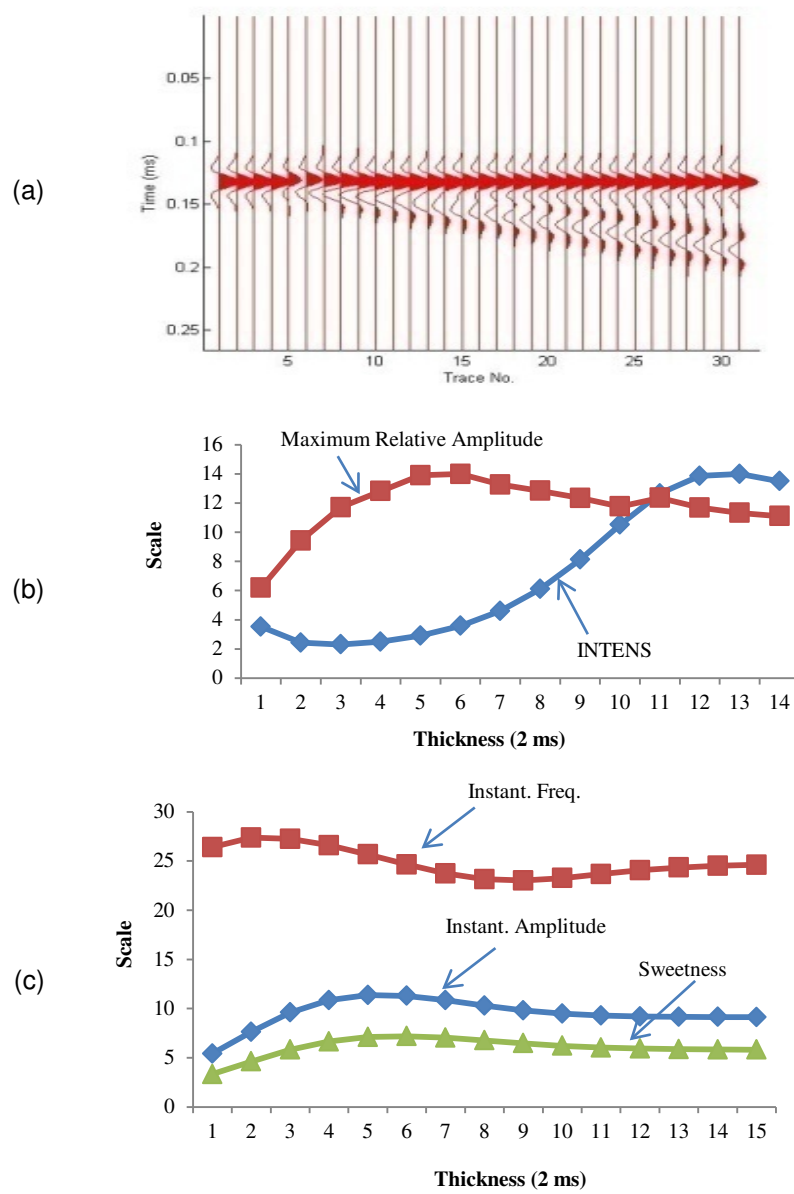 (a)
Time (ms)
0.05
0.1
0.15
0.2
0.25
5 10 15 20 25 30
Trace No.
(b)
Scale
16
14
12
10
8
6
4
2
0
Maximum Relative Amplitude
INTENS
1 2 3 4 5 6 7 8 9 10 11 12 13 14
Thickness (2 ms)
(c)
Scale
30
25
20
15
10
5
0
Instant. Freq.
Instant. Amplitude
Sweetness
1 2 3 4 5 6 7 8 9 10 11 12 13 14 15
Thickness (2 ms)